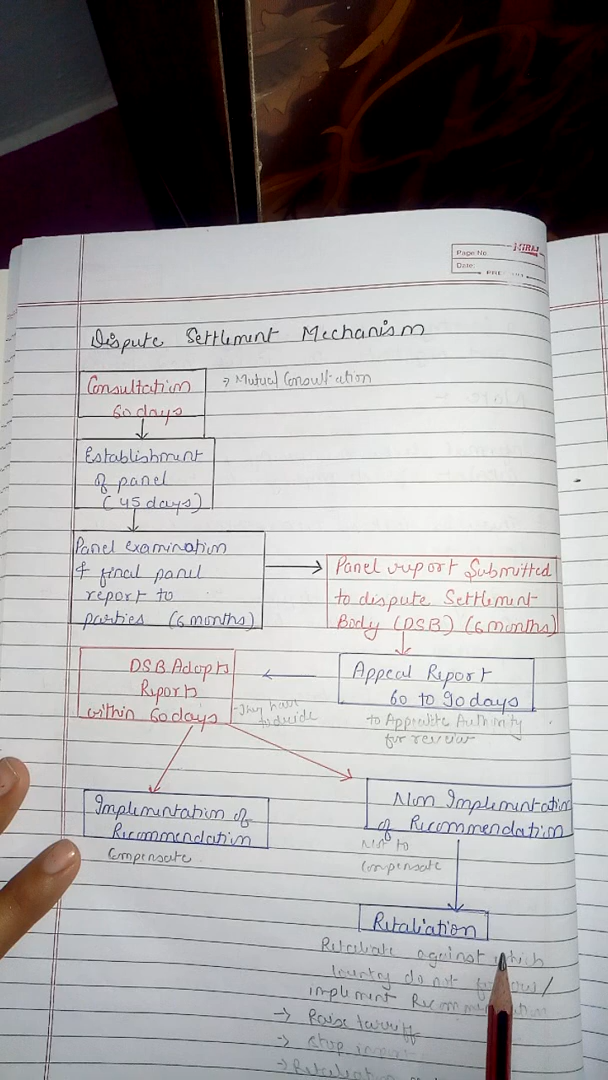 Page No.
Date:
Dispute Settlement Mechanism
Consultation
60 days
→ Mutual Consultation
Establishment
of panel
(45 days)
Panel examination
& final panel
report to
parties (6 months)
Panel report Submitted
to dispute Settlement
Body (DSB) (6 months)
Appeal Report
60 to 90 days
to Appellate Authority
for review
DSB Adopts
Reports
within 60 days
- They have
to decide
Implementation of
Recommendation
Compensate
Non Implementation
of Recommendation
Not to
Compensate
Retaliation
Retaliate against which
Country do not
implement
→ Raise tariff
→ Stop
→ Retaliation